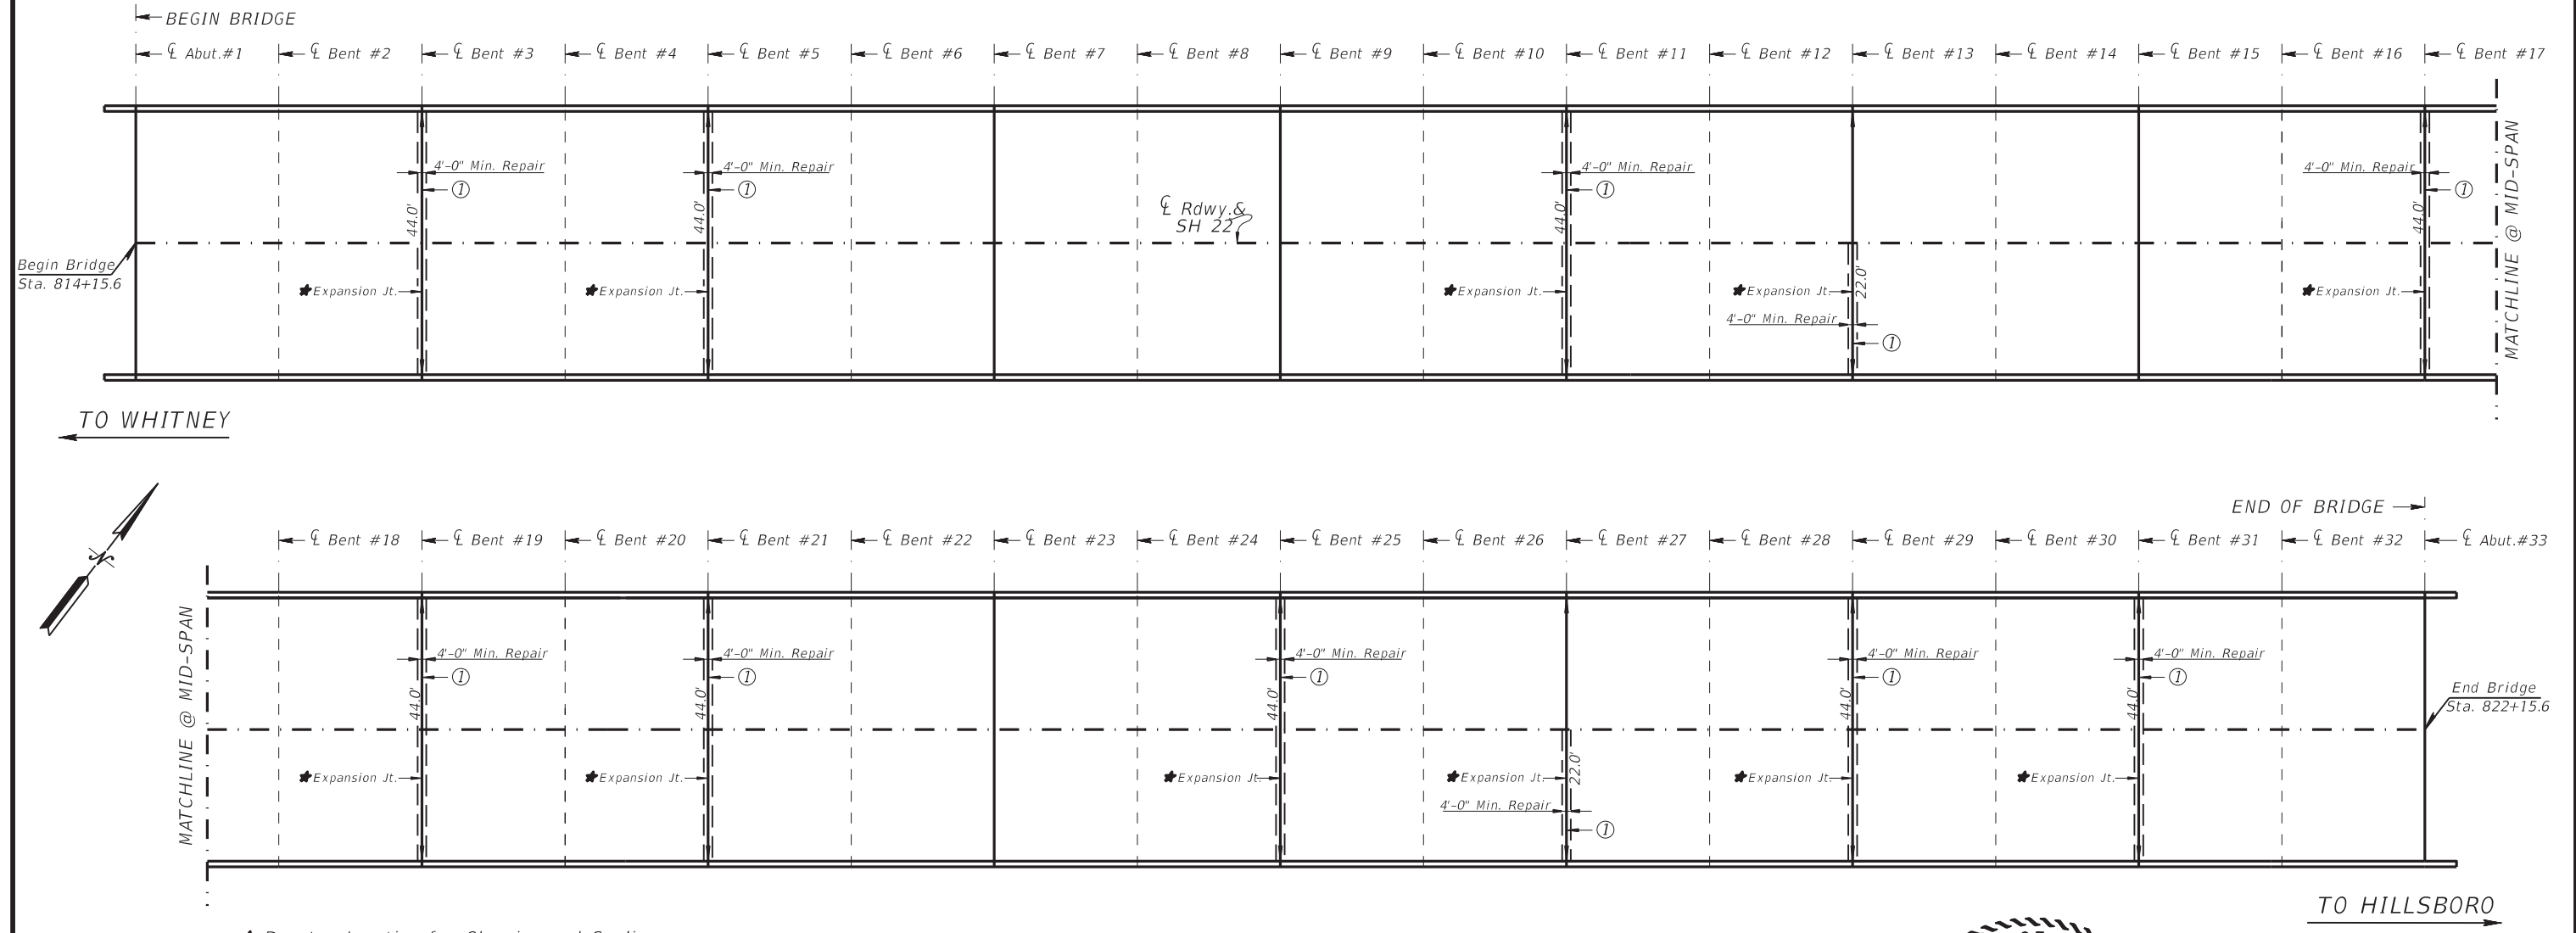 BEGIN BRIDGE
℄ Abut.#1
℄ Bent #2
℄ Bent #3
℄ Bent #4
℄ Bent #5
℄ Bent #6
℄ Bent #7
℄ Bent #8
℄ Bent #9
℄ Bent #10
℄ Bent #11
℄ Bent #12
℄ Bent #13
℄ Bent #14
℄ Bent #15
℄ Bent #16
℄ Bent #17
4'-0" Min. Repair
4'-0" Min. Repair
4'-0" Min. Repair
4'-0" Min. Repair
①
①
①
①
44.0'
44.0'
44.0'
44.0'
℄ Rdwy.&
SH 22
MATCHLINE @ MID-SPAN
Begin Bridge
Sta. 814+15.6
Expansion Jt.
Expansion Jt.
Expansion Jt.
Expansion Jt.
Expansion Jt.
22.0'
4'-0" Min. Repair
①
TO WHITNEY
END OF BRIDGE
℄ Bent #18
℄ Bent #19
℄ Bent #20
℄ Bent #21
℄ Bent #22
℄ Bent #23
℄ Bent #24
℄ Bent #25
℄ Bent #26
℄ Bent #27
℄ Bent #28
℄ Bent #29
℄ Bent #30
℄ Bent #31
℄ Bent #32
℄ Abut.#33
MATCHLINE @ MID-SPAN
4'-0" Min. Repair
4'-0" Min. Repair
4'-0" Min. Repair
4'-0" Min. Repair
4'-0" Min. Repair
①
①
①
①
①
44.0'
44.0'
44.0'
44.0'
44.0'
End Bridge
Sta. 822+15.6
Expansion Jt.
Expansion Jt.
Expansion Jt.
Expansion Jt.
Expansion Jt.
Expansion Jt.
22.0'
4'-0" Min. Repair
①
TO HILLSBORO